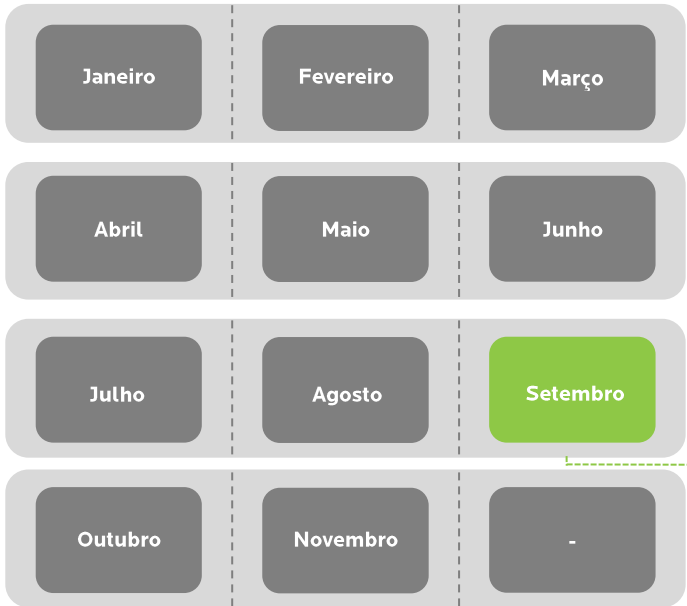 Janeiro
Fevereiro
Março
Abril
Maio
Junho
Julho
Agosto
Setembro
Outubro
Novembro
-